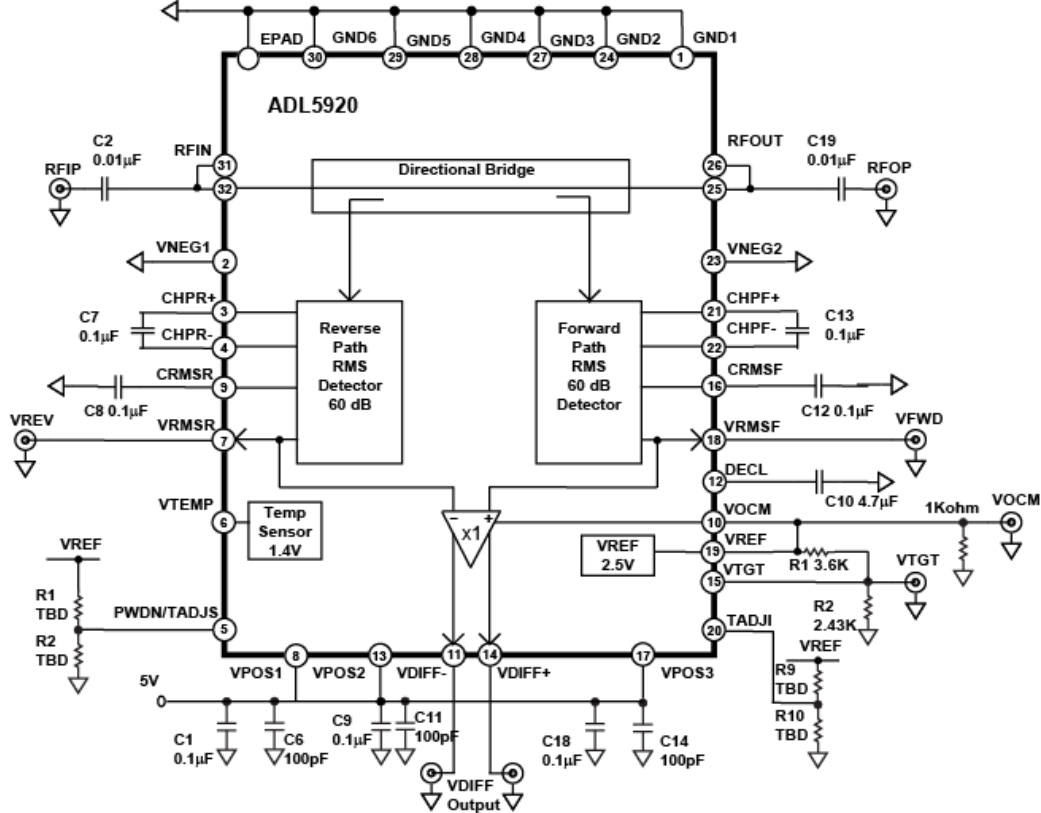 EPAD GND6 GND5 GND4 GND3 GND2 GND1
30 29 28 27 24 1
ADL5920
C2
0.01µF
RFIN
RFOUT
C19
0.01µF
RFIP
31
26
RFOP
Directional Bridge
32
25
VNEG1
2
VNEG2
23
CHPR+
3
CHPF+
21
C7
0.1µF
CHPR-
4
CHPF-
22
C13
0.1µF
Reverse
Path
RMS
Detector
60 dB
Forward
Path
RMS
60 dB
Detector
CRMSR
9
CRMSF
16
C8 0.1µF
C12 0.1µF
VREV
VRMSR
7
VRMSF
18
VFWD
DECL
12
C10 4.7µF
VTEMP
6
Temp
Sensor
1.4V
− +
x1
VOCM
10
1Kohm
VOCM
VREF
2.5V
VREF
19
R1 3.6K
VTGT
15
VTGT
VREF
R1
TBD
R2
TBD
PWDN/TADJS
5
R2
2.43K
TADJI
20
VREF
R9
TBD
R10
TBD
8 13 11 14 17
VPOS1 VPOS2 VDIFF- VDIFF+ VPOS3
5V
C1
0.1µF
C6
100pF
C9
0.1µF
C11
100pF
C18
0.1µF
C14
100pF
VDIFF
Output